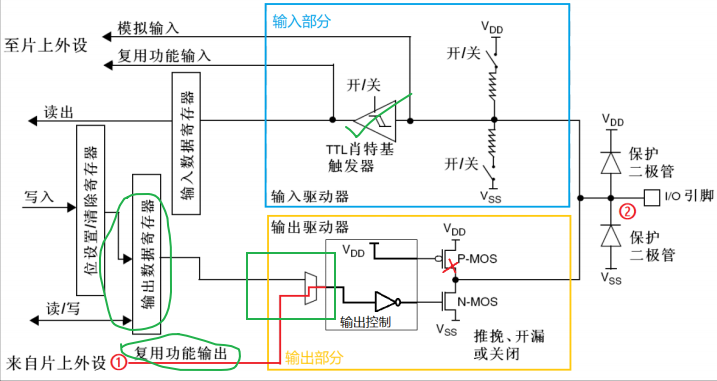 输入部分
模拟输入
至片上外设
复用功能输入
VDD
开/关
开/关
读出
TTL肖特基
触发器
开/关
VSS
输入驱动器
输入数据寄存器
位设置/清除寄存器
写入
输出数据寄存器
读/写
VDD
保护
二极管
I/O 引脚
②
保护
二极管
VSS
输出驱动器
VDD
VDD
P-MOS
N-MOS
VSS
输出控制
推挽、开漏
或关闭
输出部分
来自片上外设
①
复用功能输出